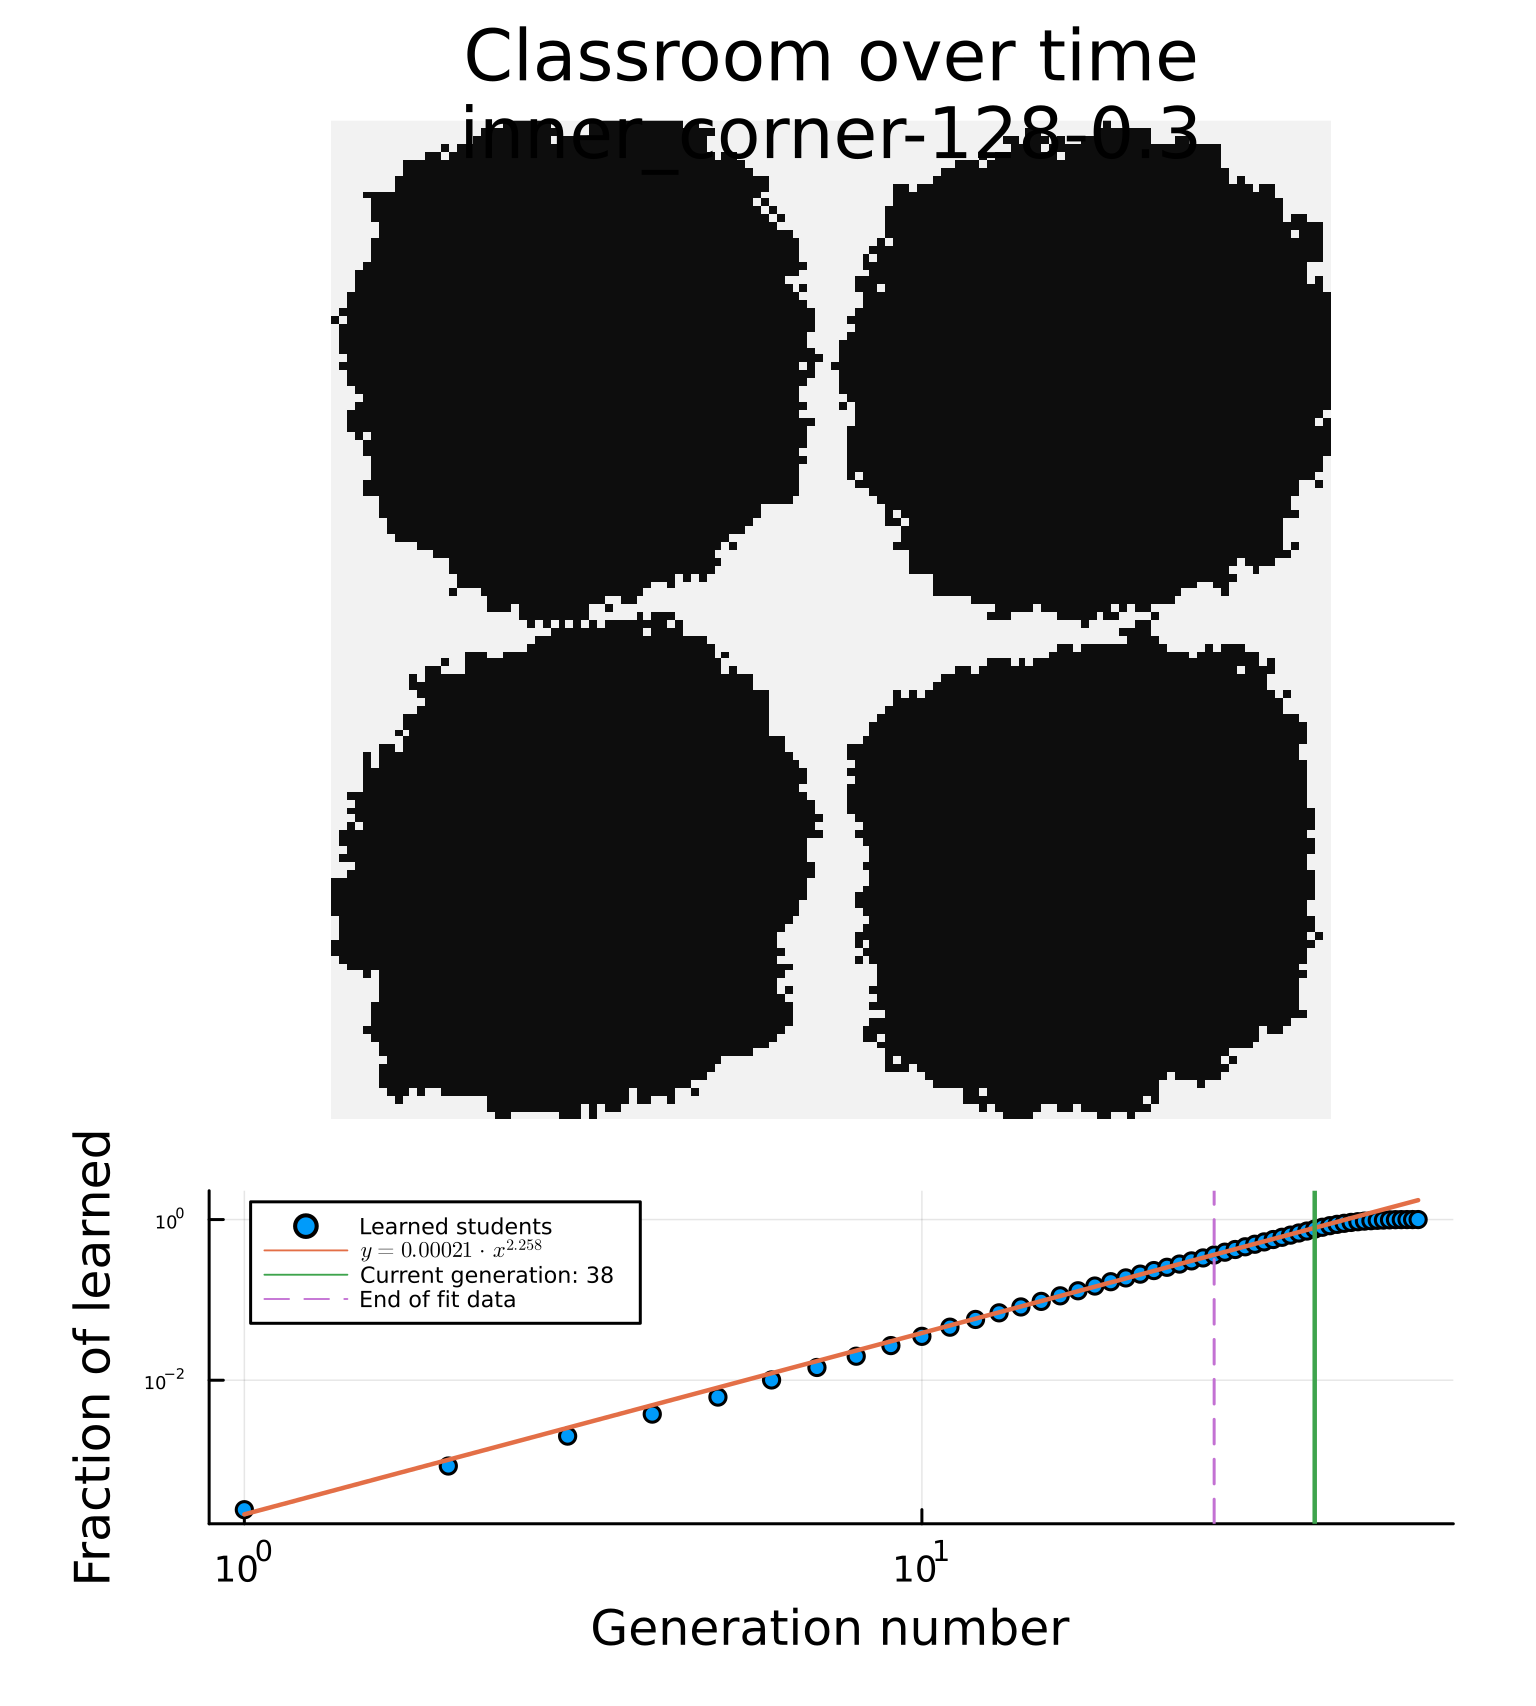 Classroom over time
inner_corner-128-0.3
Fraction of learned
10⁰
10⁻²
Learned students
y = 0.00021 · x^2.258
Current generation: 38
End of fit data
10⁰
10¹
Generation number